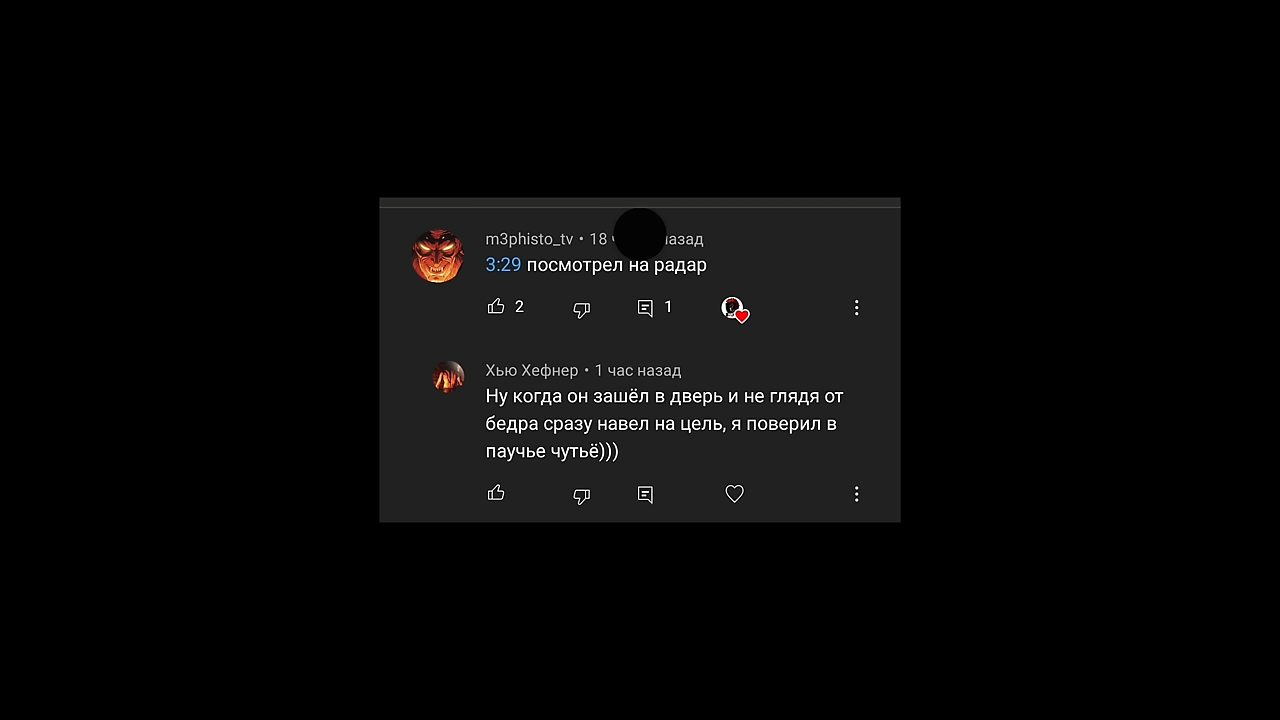 m3phisto_tv • 18
3:29 посмотрел на радар
2 1
Хью Хефнер • 1 час назад
Ну когда он зашёл в дверь и не глядя от
бедра сразу навел на цель, я поверил в
паучье чутьё)))